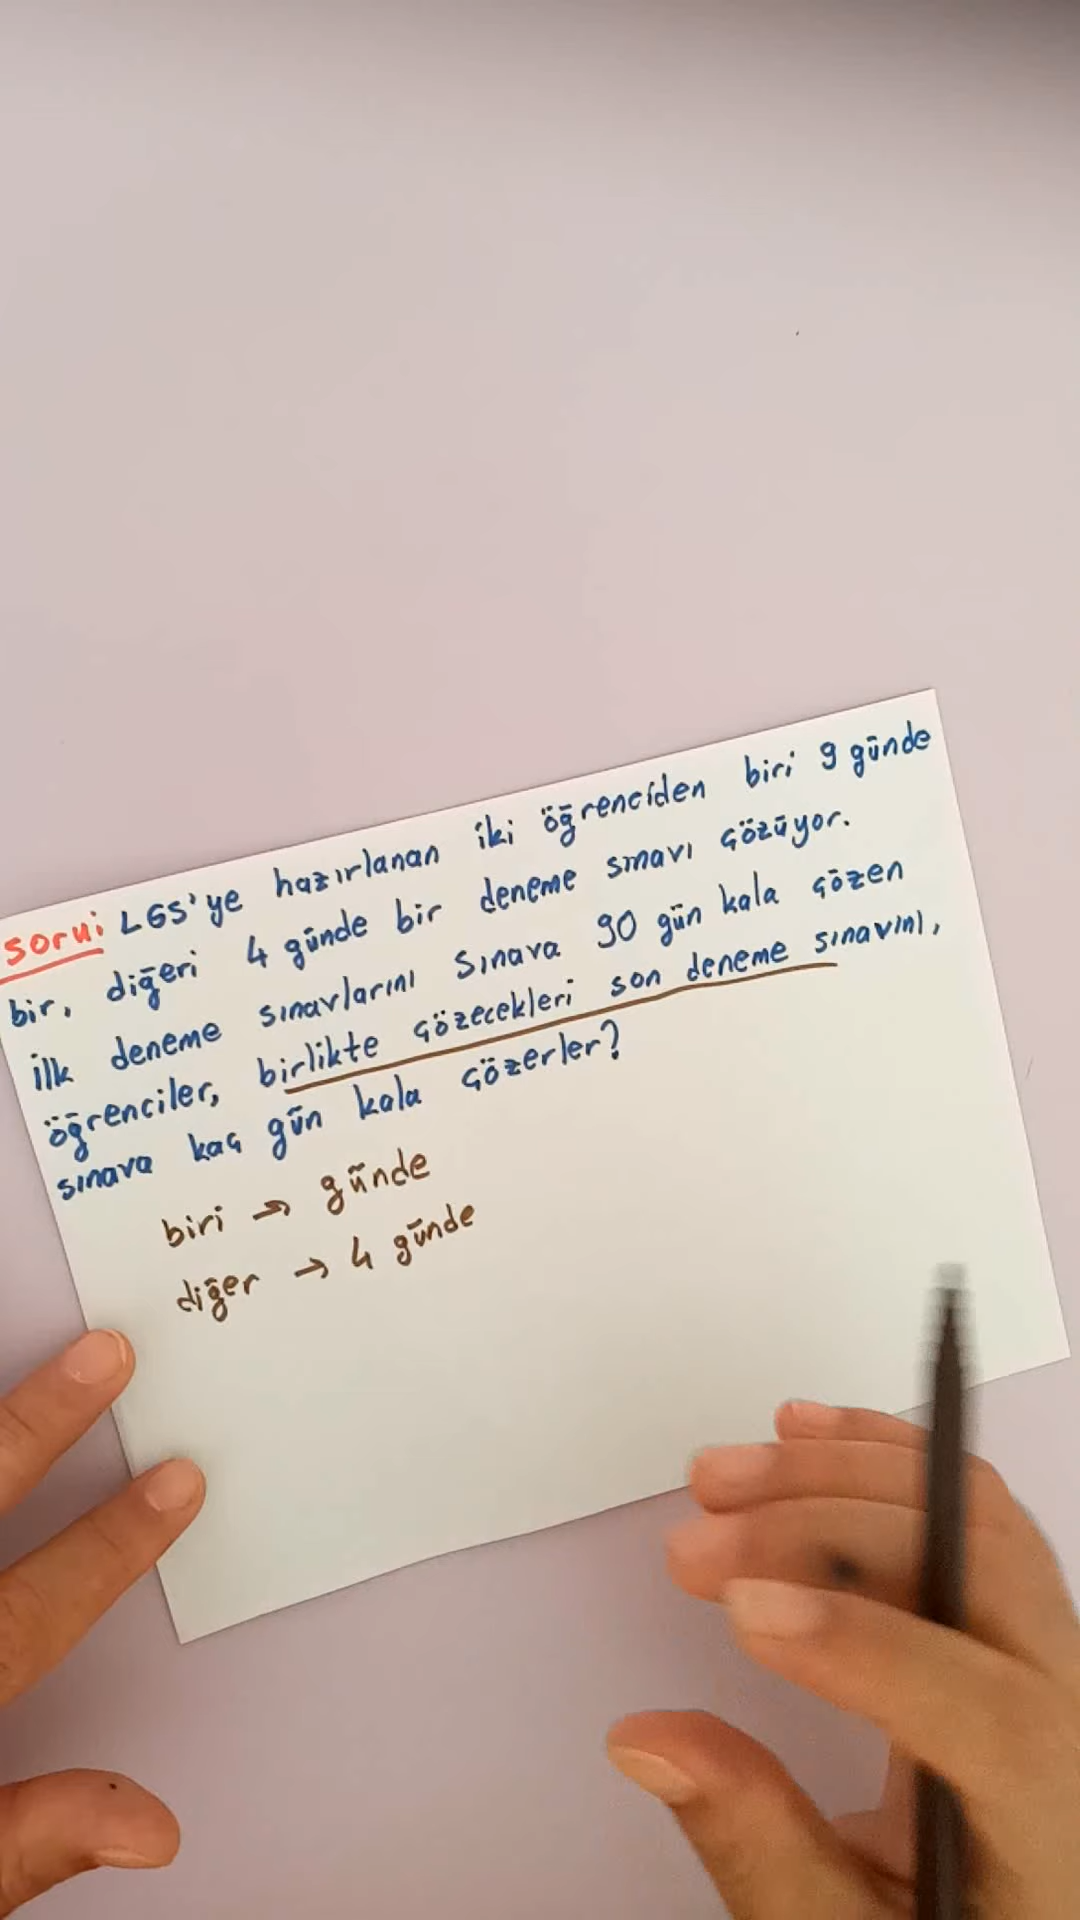 soru: LGS'ye hazırlanan iki öğrenciden biri 9 günde
bir, diğeri 4 günde bir deneme sınavı çözüyor.
ilk deneme sınavlarını sınava 90 gün kala çözen
öğrenciler, birlikte çözecekleri son deneme sınavını,
sınava kaç gün kala çözerler?
biri → günde
diğer → 4 günde